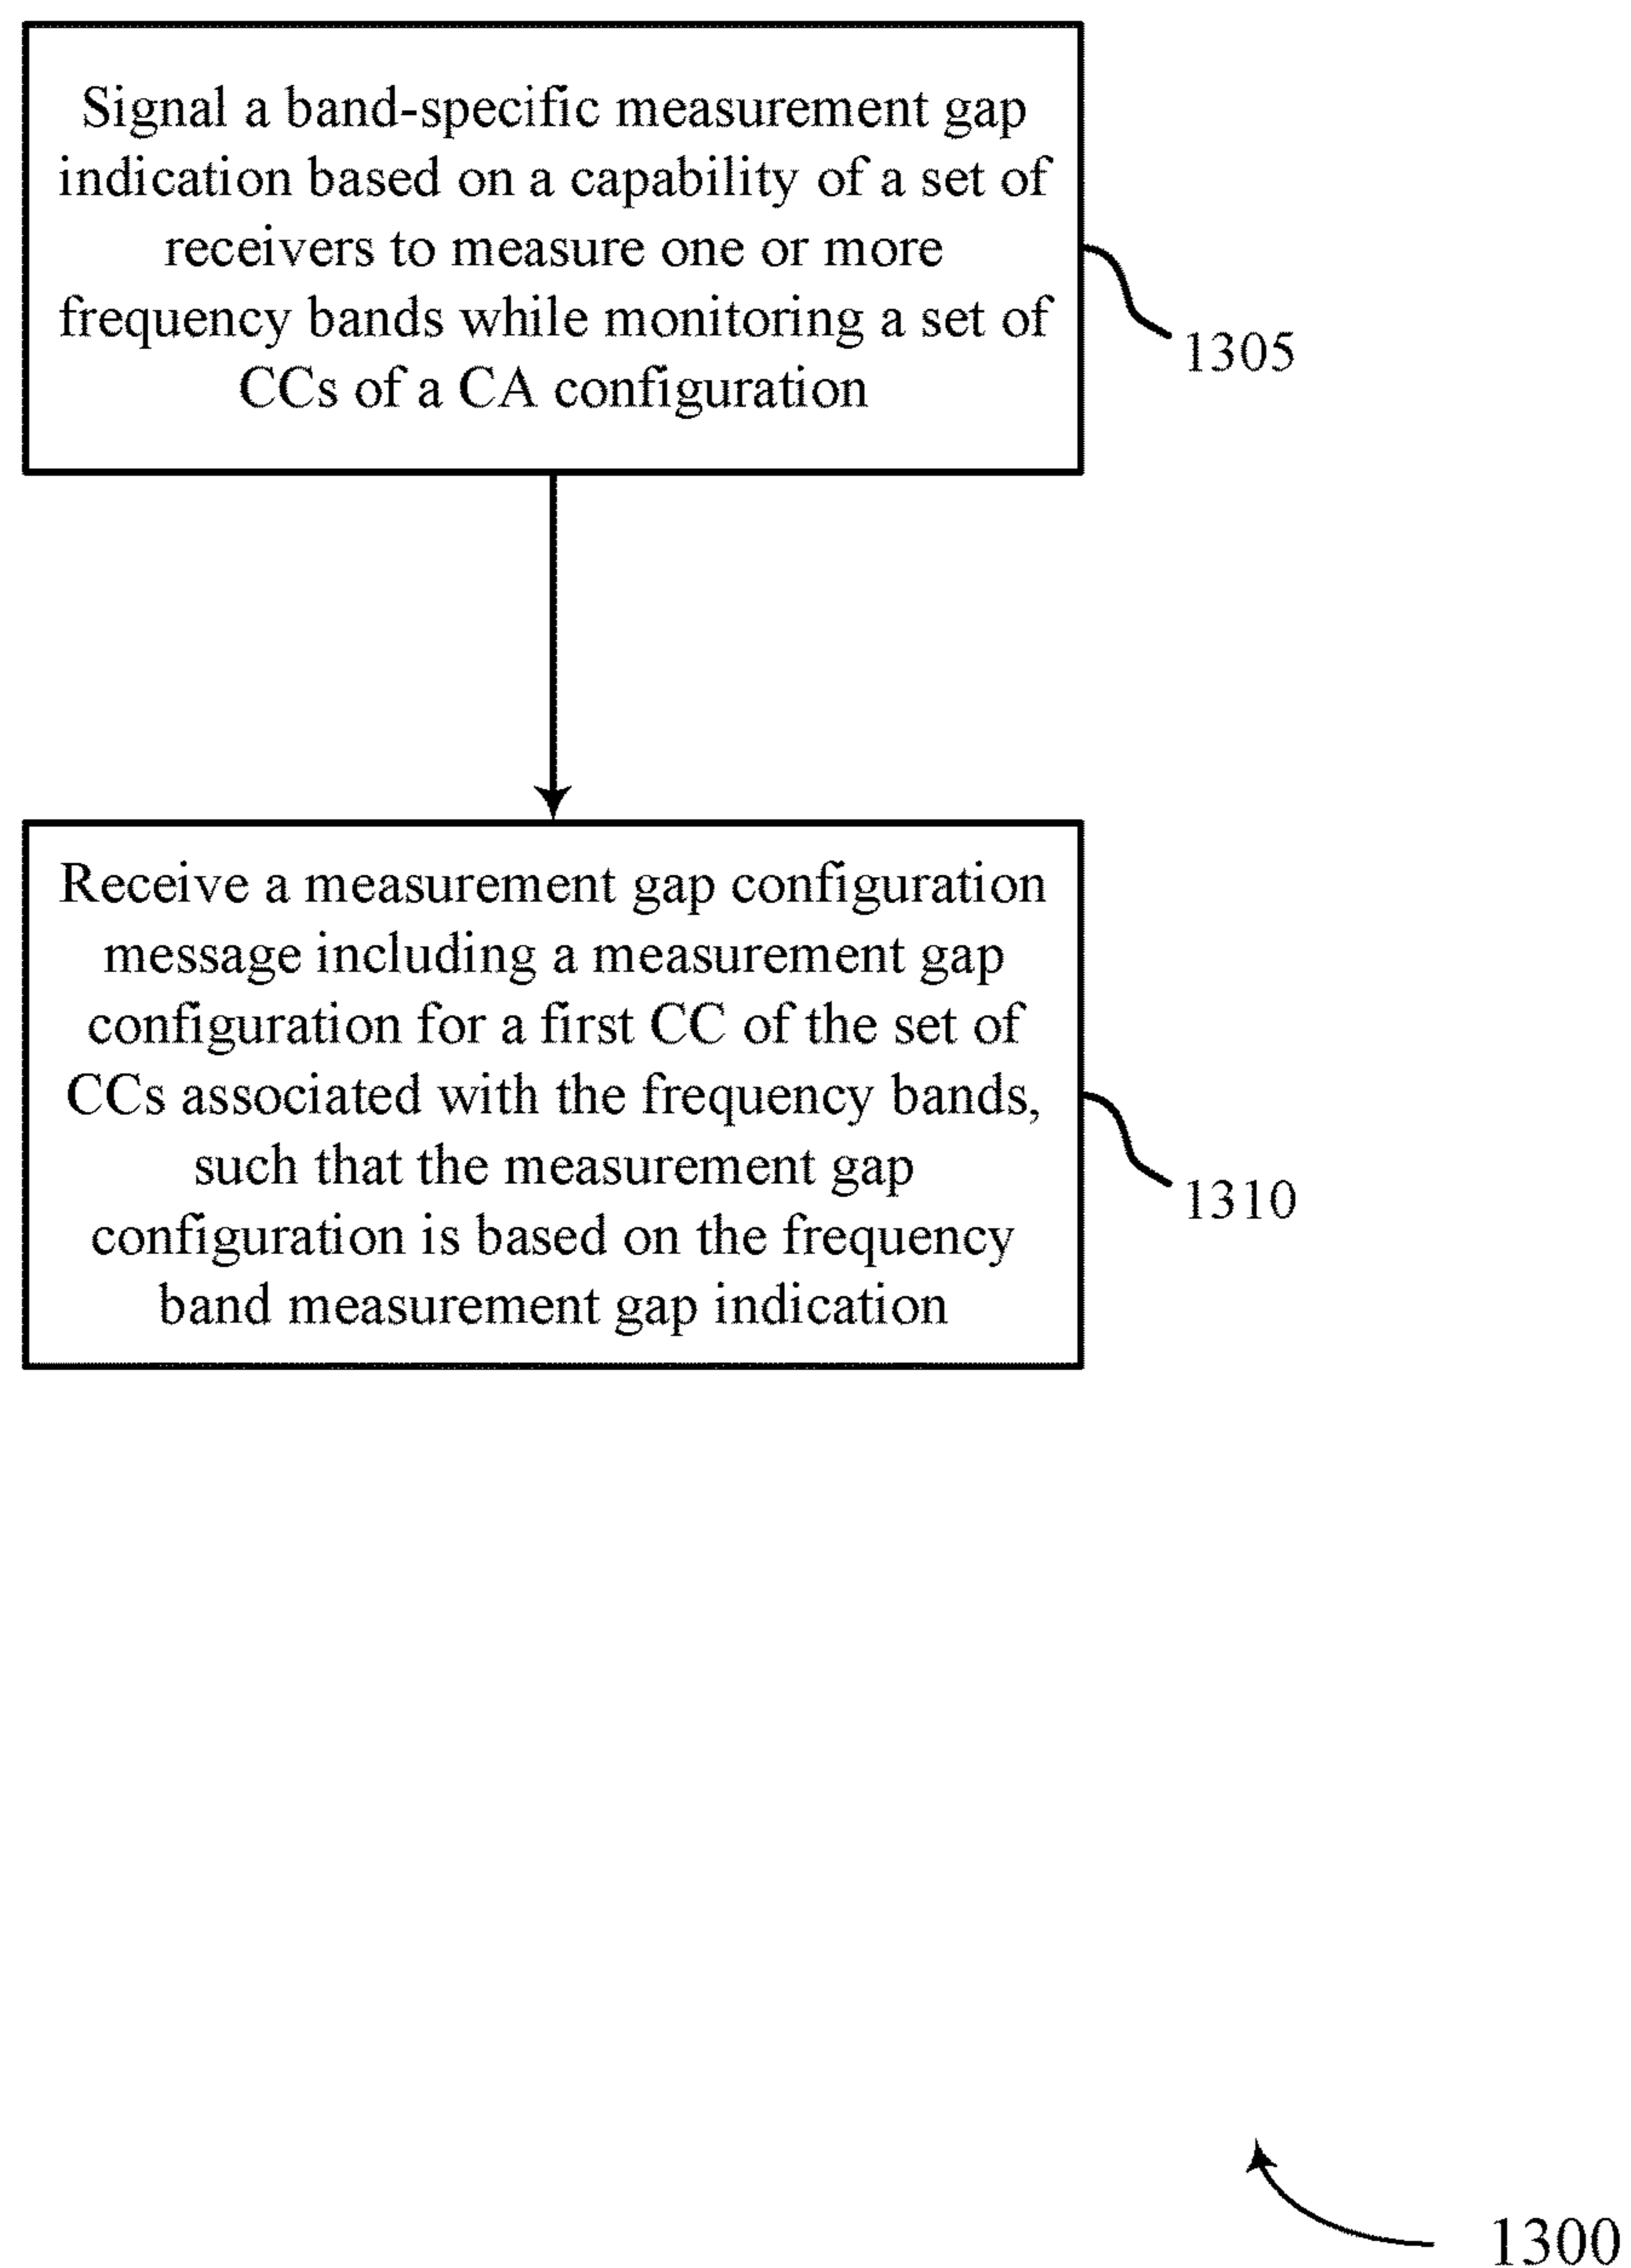 Signal a band-specific measurement gap
indication based on a capability of a set of
receivers to measure one or more
frequency bands while monitoring a set of
CCs of a CA configuration
1305
Receive a measurement gap configuration
message including a measurement gap
configuration for a first CC of the set of
CCs associated with the frequency bands,
such that the measurement gap
configuration is based on the frequency
band measurement gap indication
1310
1300